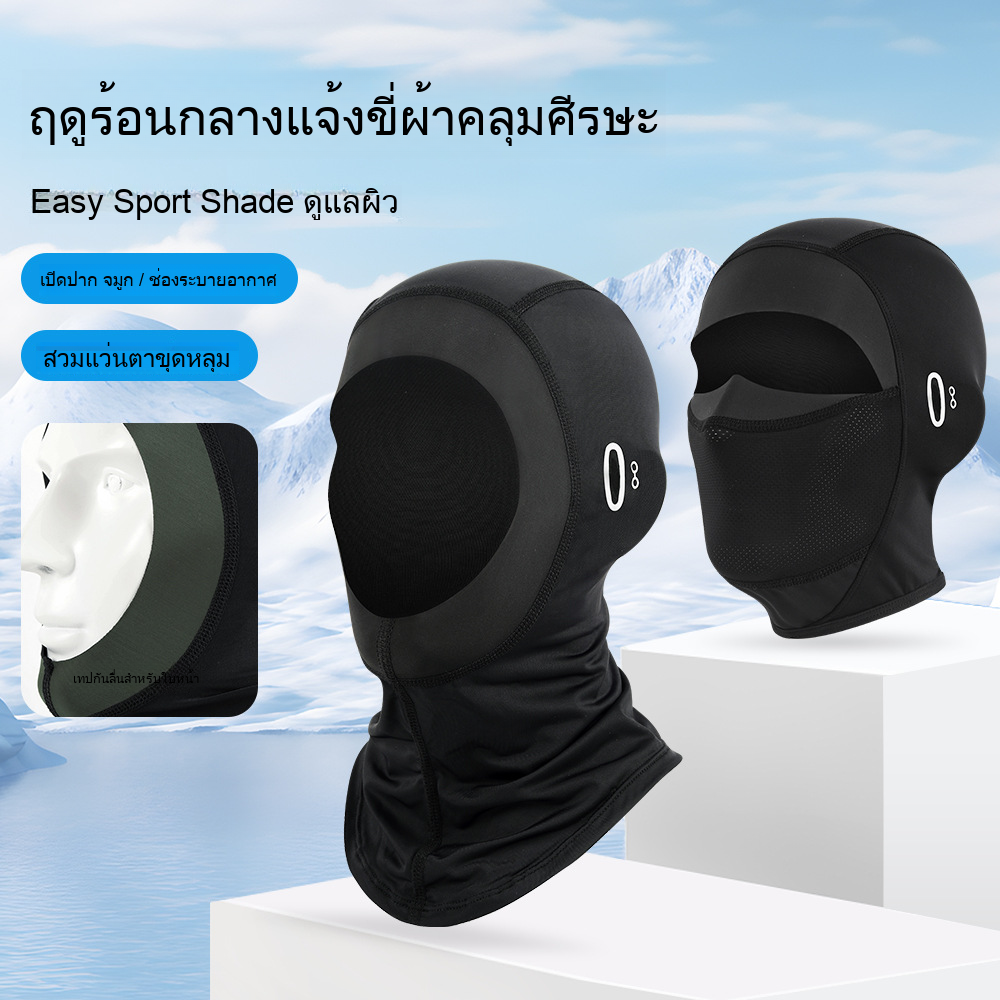 ฤดูร้อนกลางแจ้งขี่ผ้าคลุมศีรษะ
Easy Sport Shade ดูแลผิว
เปิดปาก จมูก / ช่องระบายอากาศ
สวมแว่นตาขุดหลุม
เทปกันลื่นสำหรับใบหน้า